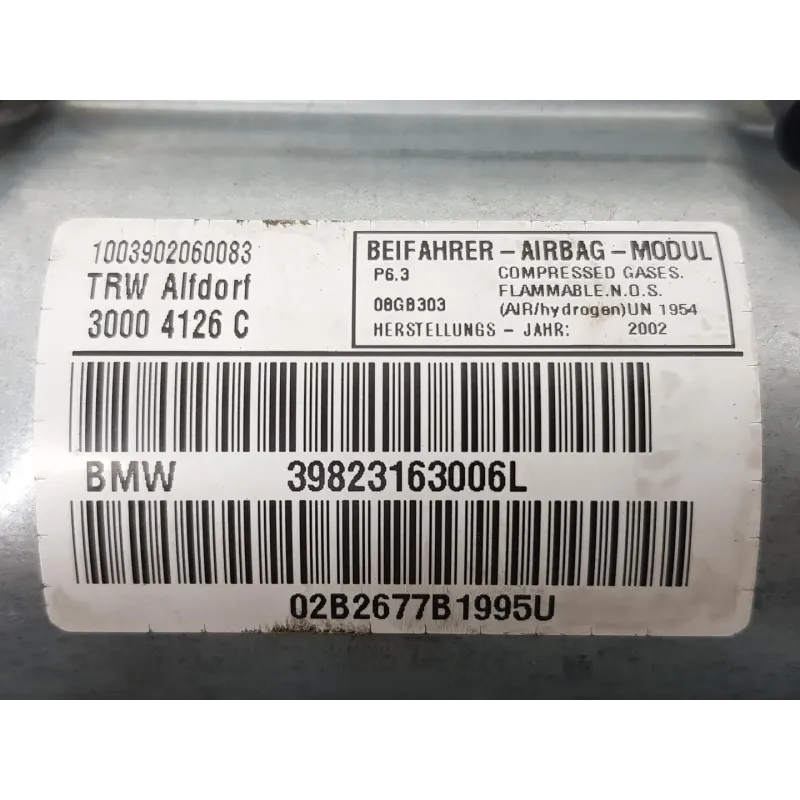 1003902060083
TRW Alfdorf
3000 4126 C
BEIFAHRER - AIRBAG - MODUL
P6.3 COMPRESSED GASES.
FLAMMABLE.N.O.S.
08GB303 (AIR/hydrogen)UN 1954
HERSTELLUNGS - JAHR: 2002
BMW 39823163006L
02B2677B1995U